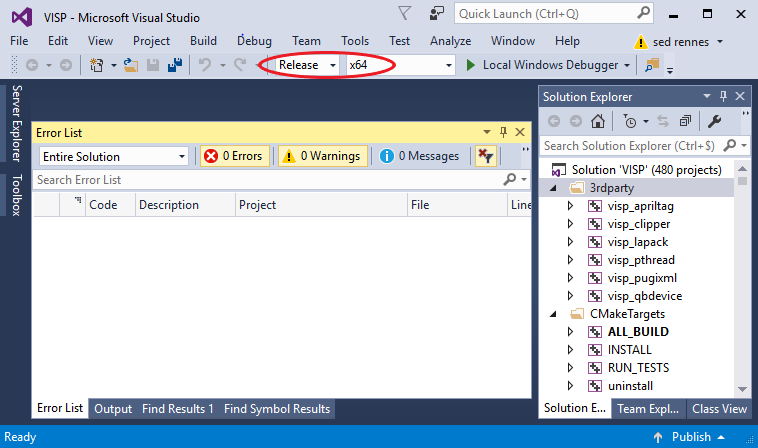 VISP - Microsoft Visual Studio
Quick Launch (Ctrl+Q)
File Edit View Project Build Debug Team Tools Test Analyze Window sed rennes
Release x64 Local Windows Debugger
Server Explorer
Toolbox
Error List
Entire Solution 0 Errors 0 Warnings 0 Messages
Search Error List
Code Description Project File Line
Error List Output Find Results 1 Find Symbol Results
Solution Explorer
Search Solution Explorer (Ctrl+$)
Solution 'VISP' (480 projects)
3rdparty
visp_apriltag
visp_clipper
visp_lapack
visp_pthread
visp_pugixml
visp_qbdevice
CMakeTargets
ALL_BUILD
INSTALL
RUN_TESTS
uninstall
Solution E... Team Expl... Class View
Ready Publish